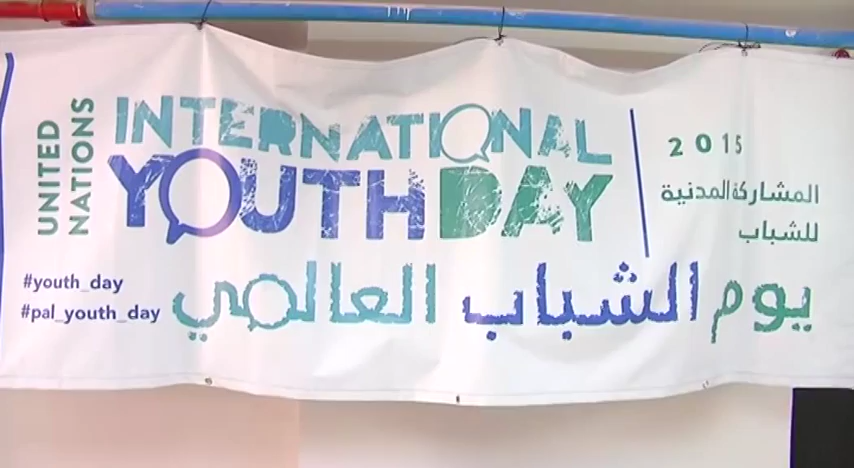 UNITED
NATIONS
INTERNATIONAL
YOUTH DAY
2015
المشاركة المدنية
للشباب
يوم الشباب العالمي
#youth_day
#pal_youth_day